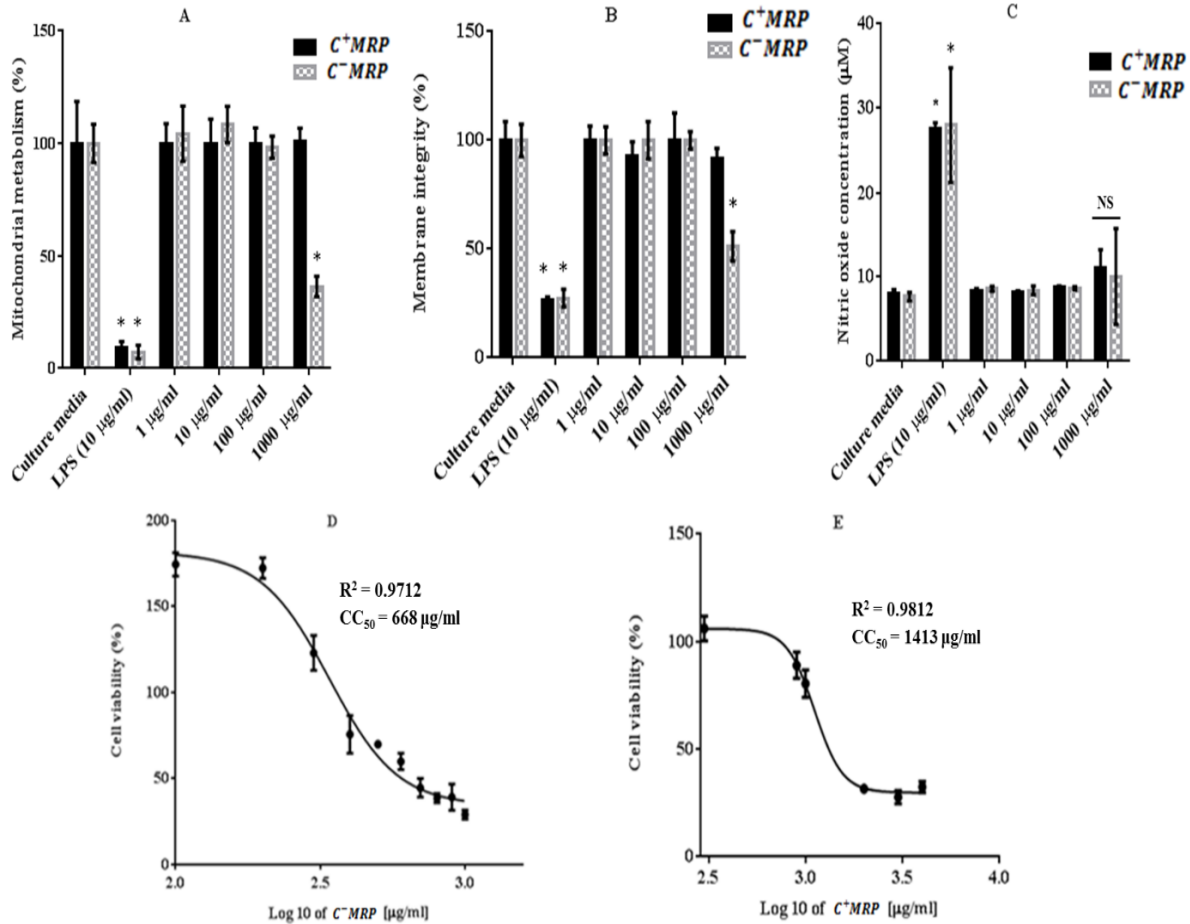 A
Mitochondrial metabolism (%)
150
100
50
0
C⁺MRP
C⁻MRP
* *
*
Culture media
LPS (10 μg/ml)
1 μg/ml
10 μg/ml
100 μg/ml
1000 μg/ml
B
Membrane integrity (%)
150
100
50
0
C⁺MRP
C⁻MRP
* *
*
Culture media
LPS (10 μg/ml)
1 μg/ml
10 μg/ml
100 μg/ml
1000 μg/ml
C
Nitric oxide concentration (μM)
40
30
20
10
0
C⁺MRP
C⁻MRP
* *
NS
Culture media
LPS (10 μg/ml)
1 μg/ml
10 μg/ml
100 μg/ml
1000 μg/ml
D
Cell viability (%)
200
150
100
50
0
R² = 0.9712
CC₅₀ = 668 μg/ml
2.0 2.5 3.0
Log 10 of C⁻MRP [μg/ml]
E
Cell viability (%)
150
100
50
0
R² = 0.9812
CC₅₀ = 1413 μg/ml
2.5 3.0 3.5 4.0
Log 10 of C⁺MRP [μg/ml]